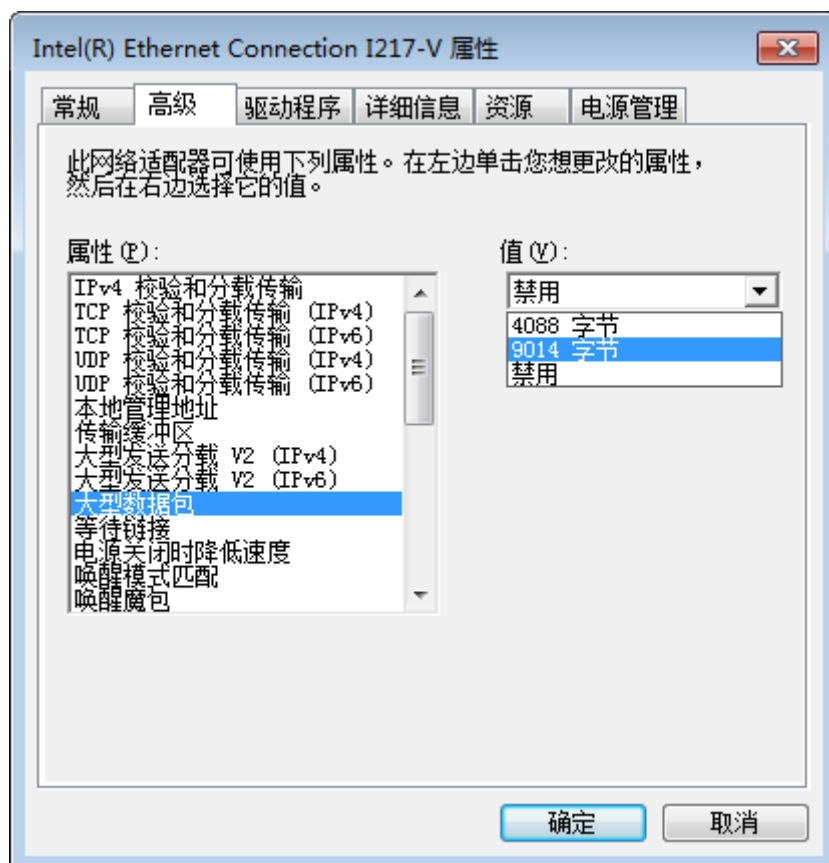 Intel(R) Ethernet Connection I217-V 属性
常规 高级 驱动程序 详细信息 资源 电源管理
此网络适配器可使用下列属性。在左边单击您想更改的属性，
然后在右边选择它的值。
属性(P):
IPv4 校验和分载传输
TCP 校验和分载传输 (IPv4)
TCP 校验和分载传输 (IPv6)
UDP 校验和分载传输 (IPv4)
UDP 校验和分载传输 (IPv6)
本地管理地址
传输缓冲区
大型发送分载 V2 (IPv4)
大型发送分载 V2 (IPv6)
大型数据包
等待链接
电源关闭时降低速度
唤醒模式匹配
唤醒魔包
值(V):
禁用
4088 字节
9014 字节
禁用
确定 取消